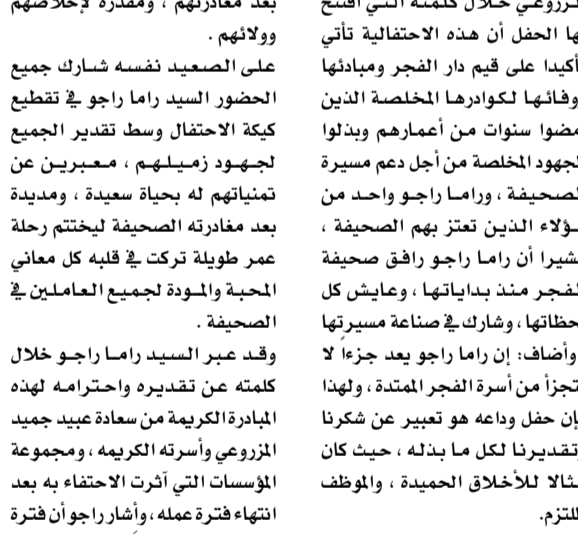 خلال كلمته التي افتتح
بها الحفل أن هذه الاحتفالية تأتي
تأكيدا على قيم دار الفجر ومبادئها
ووفائها لكوادرها المخلصة الذين
أمضوا سنوات من أعمارهم وبذلوا
الجهود المخلصة من أجل دعم مسيرة
الصحيفة ، وراما راجو واحد من
هؤلاء الذين تعتز بهم الصحيفة ،
مشيرا أن راما راجو رافق صحيفة
الفجر منذ بداياتها ، وعايش كل
لحظاتها ، وشارك في صناعة مسيرتها
وأضاف: إن راما راجو يعد جزءاً لا
يتجزأ من أسرة الفجر الممتدة ، ولهذا
فإن حفل وداعه هو تعبير عن شكرنا
وتقديرنا لكل ما بذله ، حيث كان
مثالا للأخلاق الحميدة ، والموظف
الملتزم.
بعد مغادرتهم ، ومقدرة لإخلاصهم
وولائهم .
على الصعيد نفسه شارك جميع
الحضور السيد راما راجو في تقطيع
كيكة الاحتفال وسط تقدير الجميع
لجهود زميلهم ، معبرين عن
تمنياتهم له بحياة سعيدة ، ومديدة
بعد مغادرته الصحيفة ليختتم رحلة
عمر طويلة تركت في قلبه كل معاني
المحبة والمودة لجميع العاملين في
الصحيفة .
وقد عبر السيد راما راجو خلال
كلمته عن تقديره واحترامه لهذه
المبادرة الكريمة من سعادة عبيد حميد
المزروعي وأسرته الكريمه ، ومجموعة
المؤسسات التي آثرت الاحتفاء به بعد
انتهاء فترة عمله ، وأشار راجو أن فترة